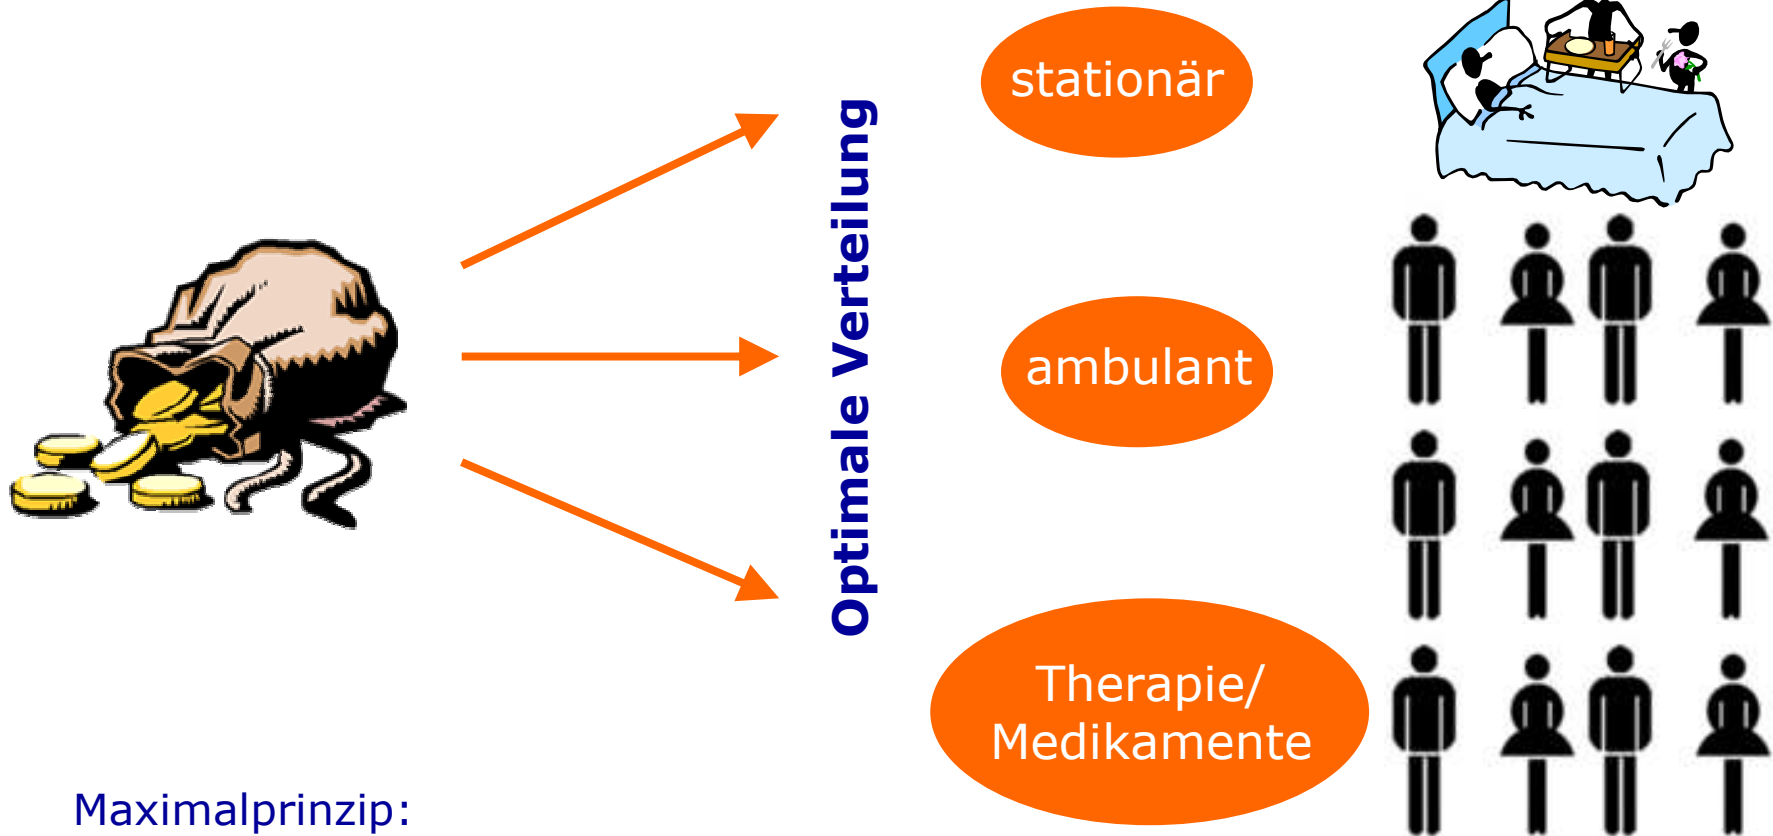 stationär
Optimale Verteilung
ambulant
Therapie/
Medikamente
Maximalprinzip: